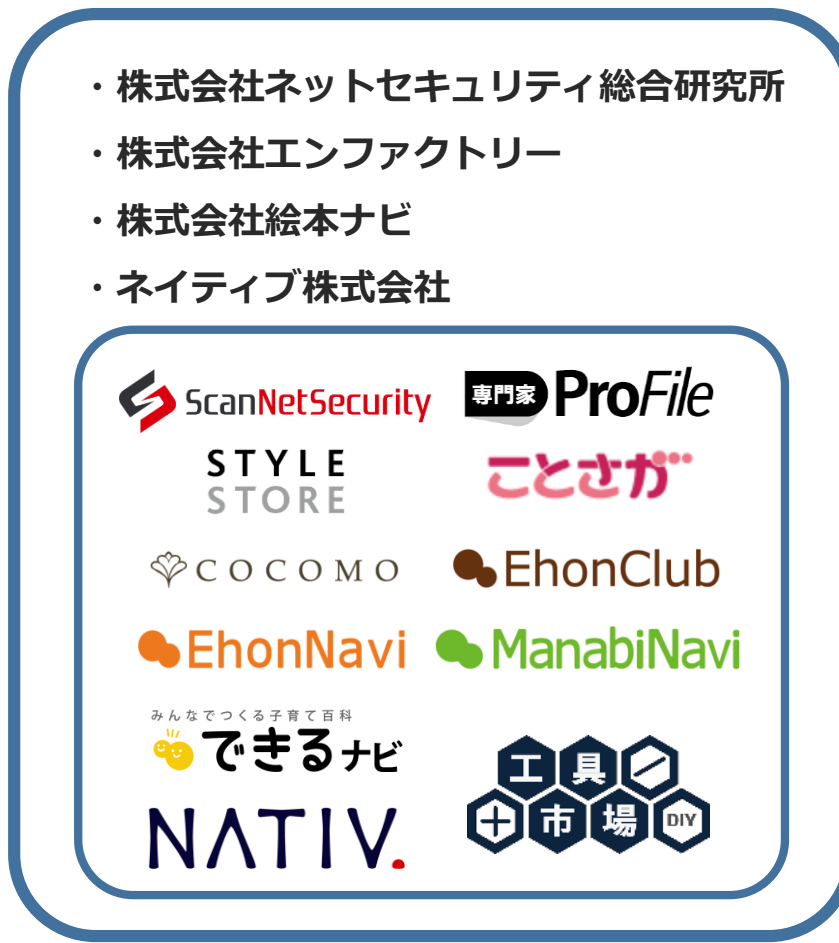 ・株式会社ネットセキュリティ総合研究所
・株式会社エンファクトリー
・株式会社絵本ナビ
・ネイティブ株式会社
ScanNetSecurity
専門家 ProFile
STYLE
STORE
ことさが
COCOMO
EhonClub
EhonNavi
ManabiNavi
みんなでつくる子育て百科
できるナビ
工具
市場 DIY
NATIV.